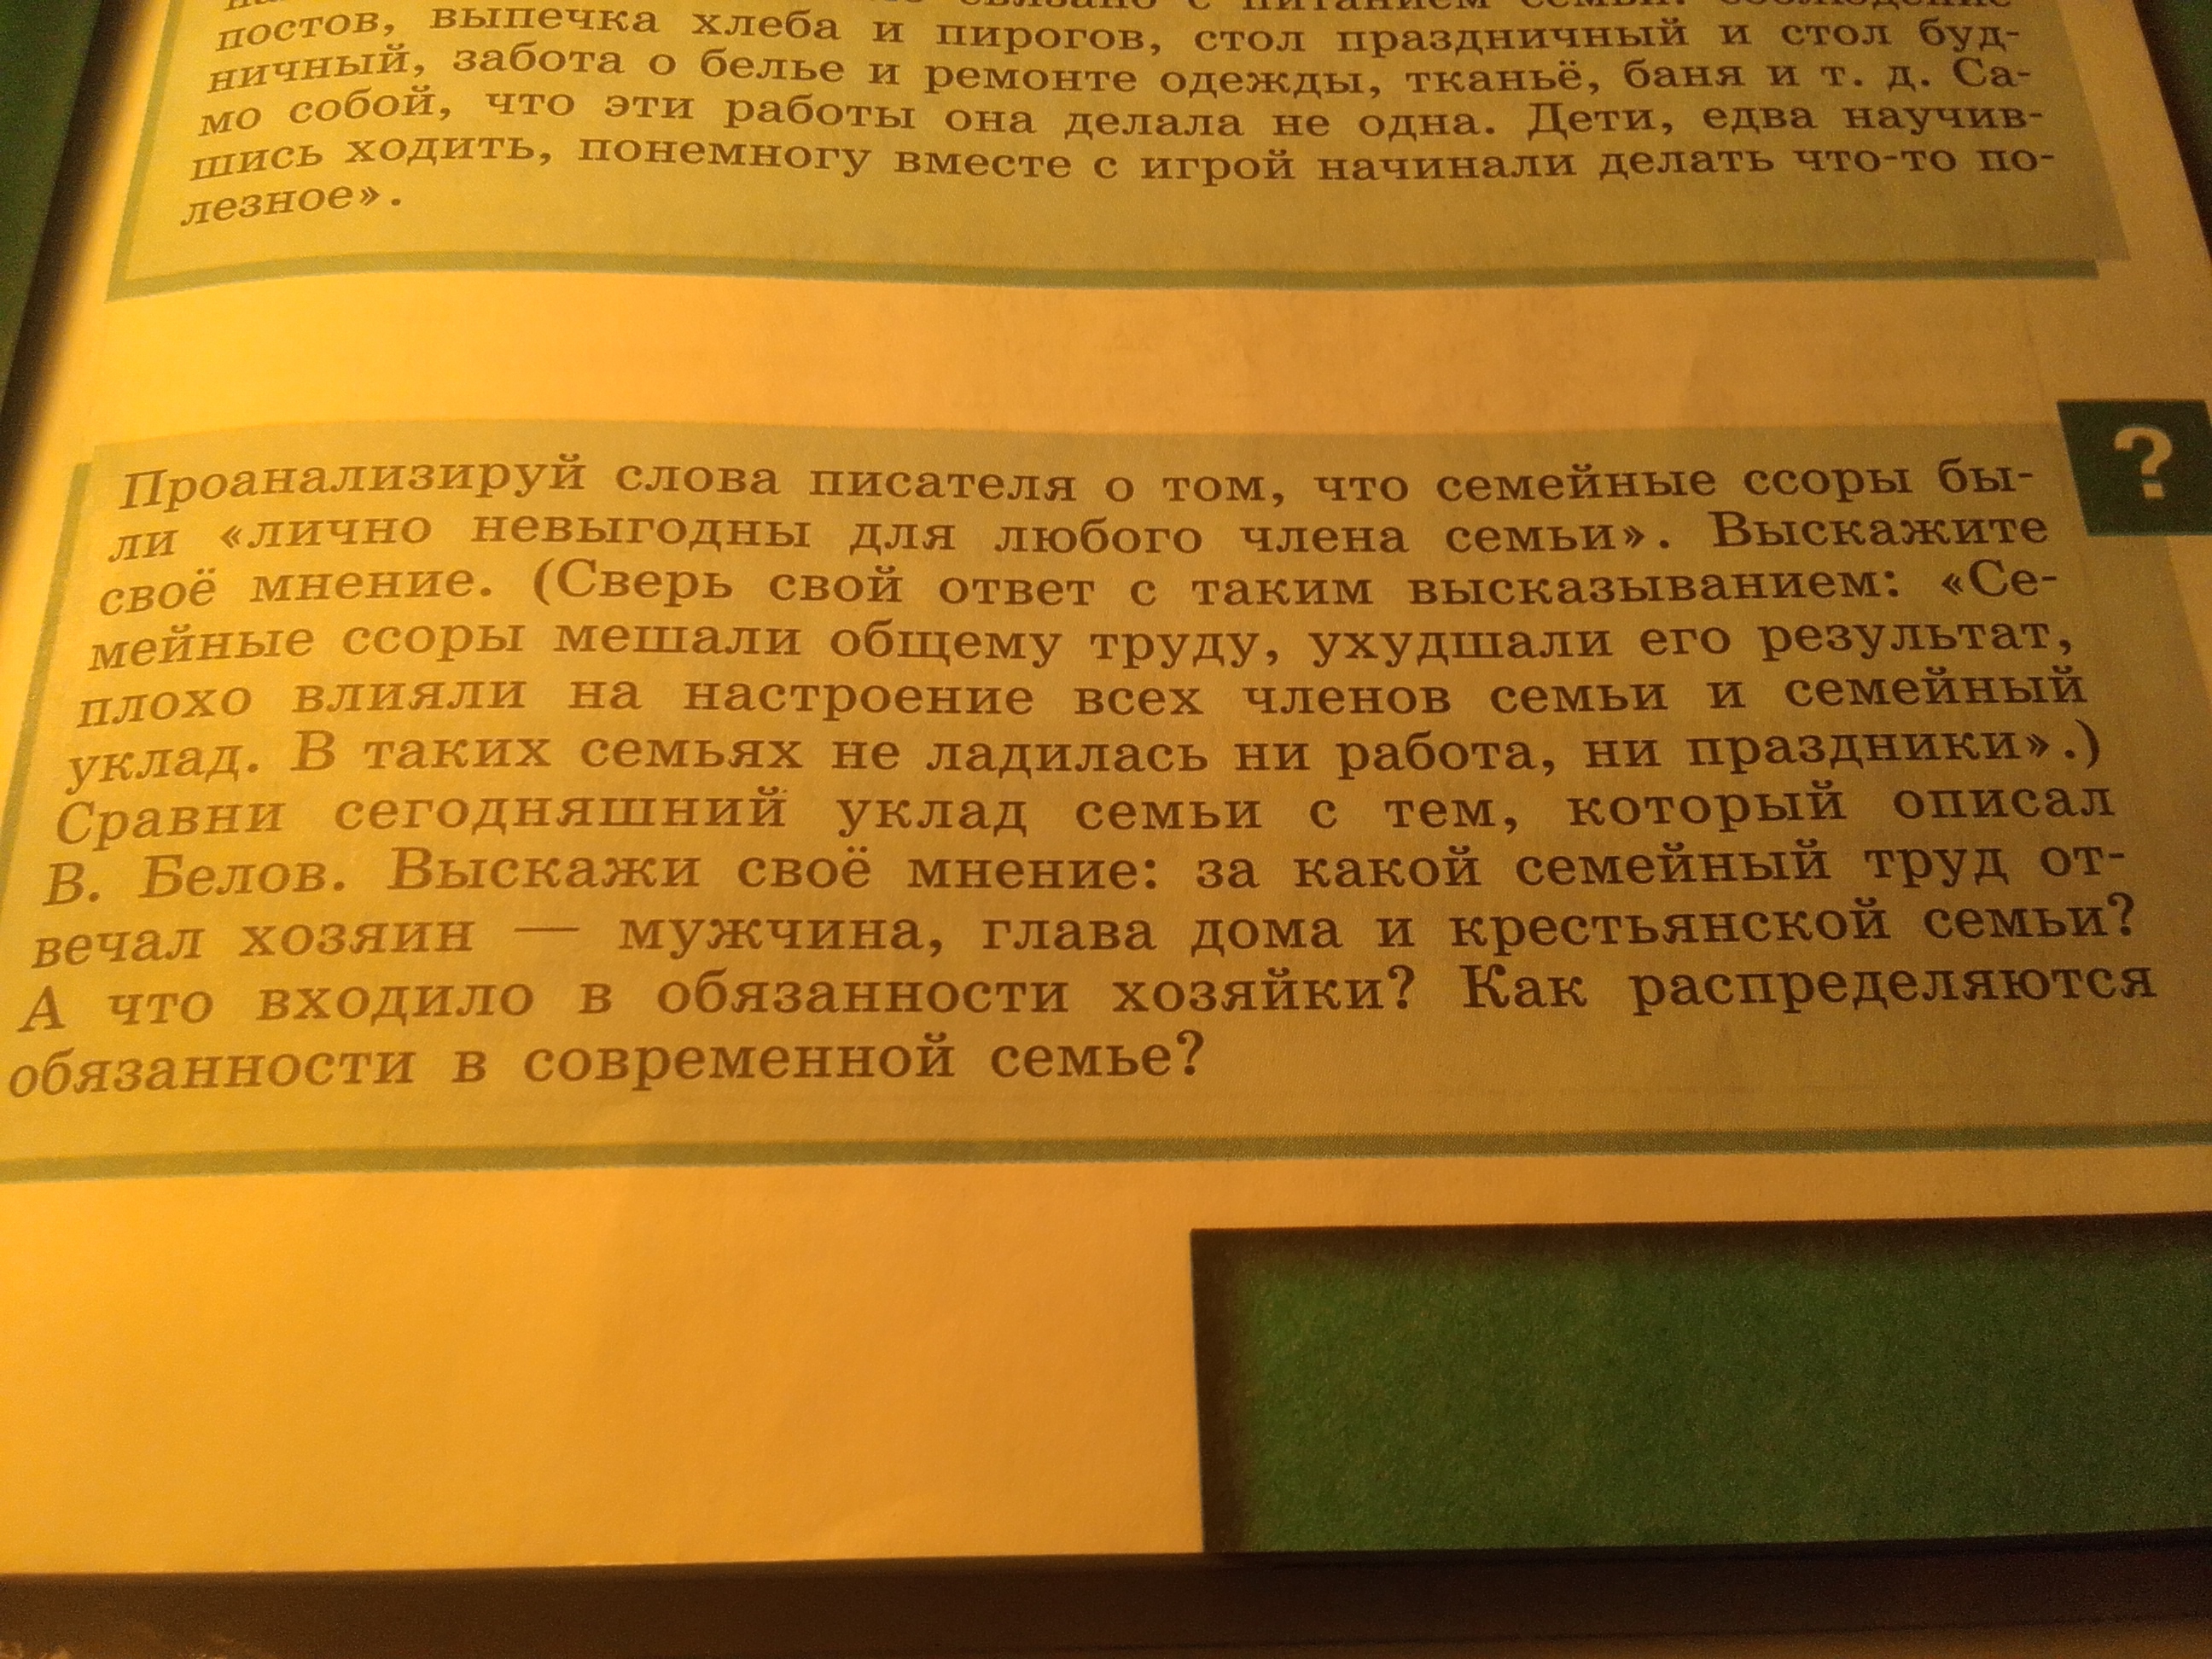 связано с питанием семьи: соблюдение
постов, выпечка хлеба и пирогов, стол праздничный и стол буд-
ничный, забота о белье и ремонте одежды, тканьё, баня и т. д. Са-
мо собой, что эти работы она делала не одна. Дети, едва научив-
шись ходить, понемногу вместе с игрой начинали делать что-то по-
лезное».
?
Проанализируй слова писателя о том, что семейные ссоры бы-
ли «лично невыгодны для любого члена семьи». Выскажите
своё мнение. (Сверь свой ответ с таким высказыванием: «Се-
мейные ссоры мешали общему труду, ухудшали его результат,
плохо влияли на настроение всех членов семьи и семейный
уклад. В таких семьях не ладилась ни работа, ни праздники».)
Сравни сегодняшний уклад семьи с тем, который описал
В. Белов. Выскажи своё мнение: за какой семейный труд от-
вечал хозяин — мужчина, глава дома и крестьянской семьи?
А что входило в обязанности хозяйки? Как распределяются
обязанности в современной семье?